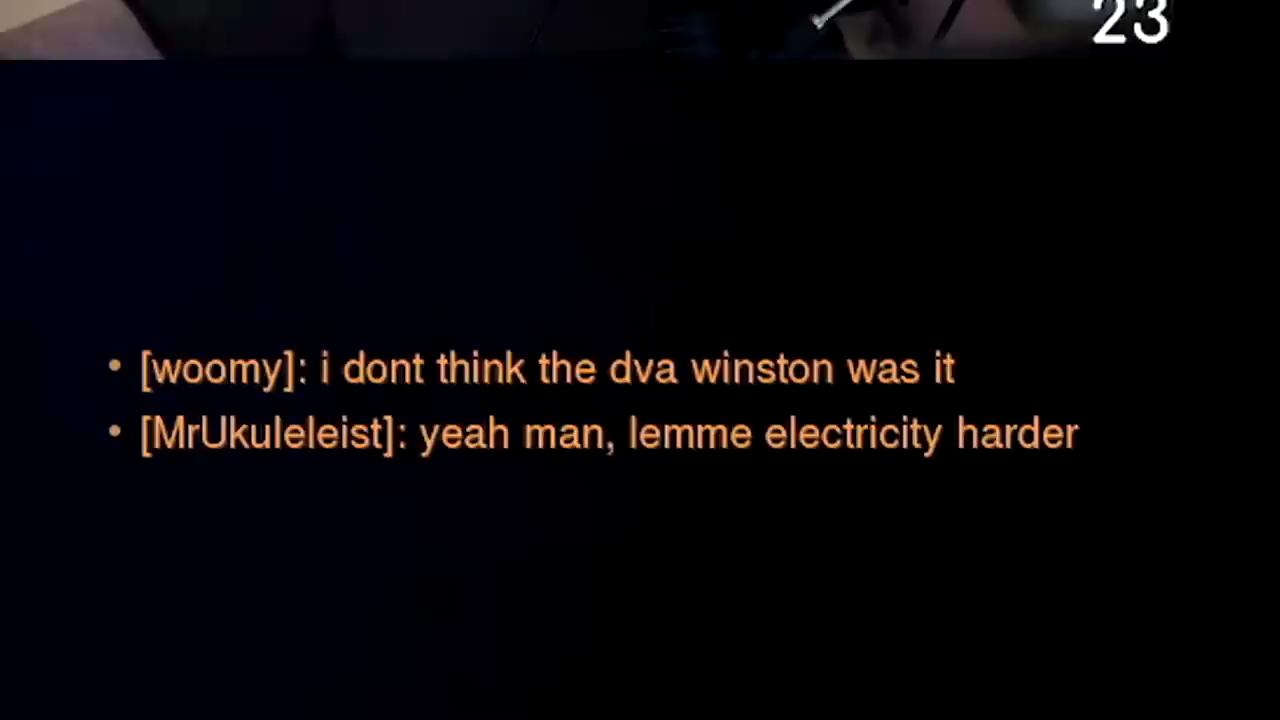 23
• [woomy]: i dont think the dva winston was it
• [MrUkuleleist]: yeah man, lemme electricity harder